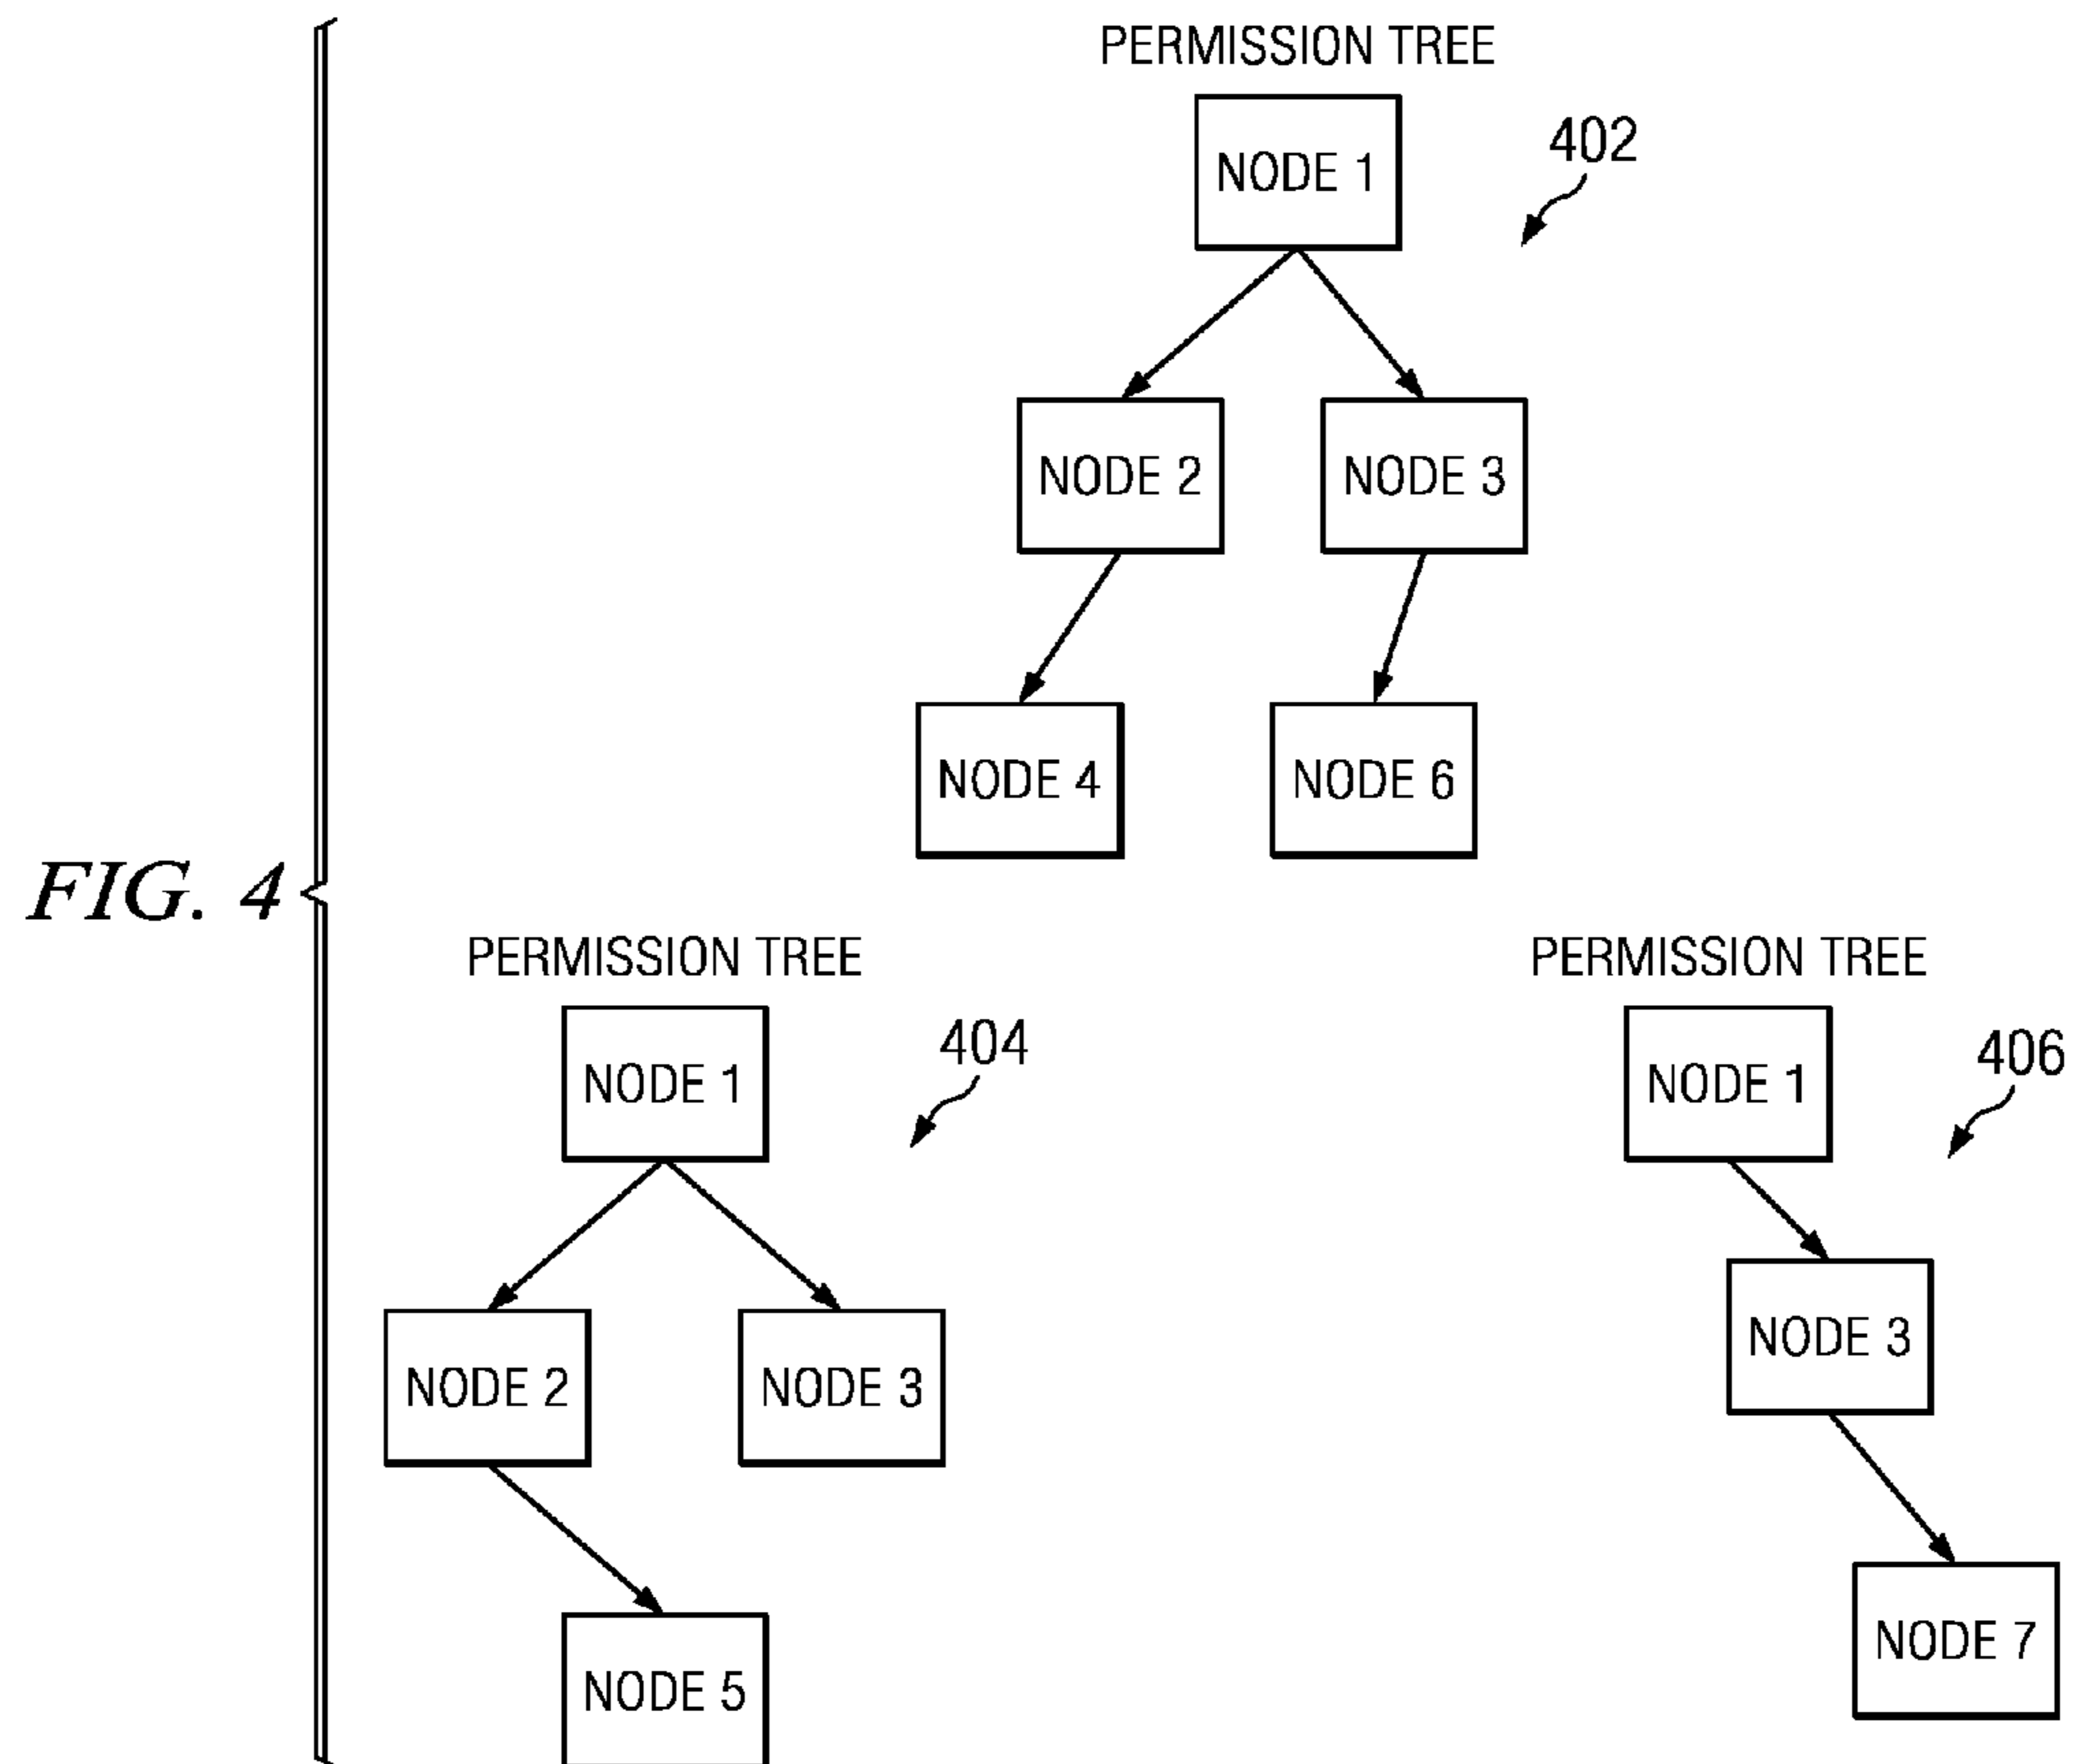 PERMISSION TREE
NODE 1
402
NODE 2
NODE 3
NODE 4
NODE 6
FIG. 4
PERMISSION TREE
NODE 1
404
NODE 2
NODE 3
NODE 5
PERMISSION TREE
NODE 1
406
NODE 3
NODE 7